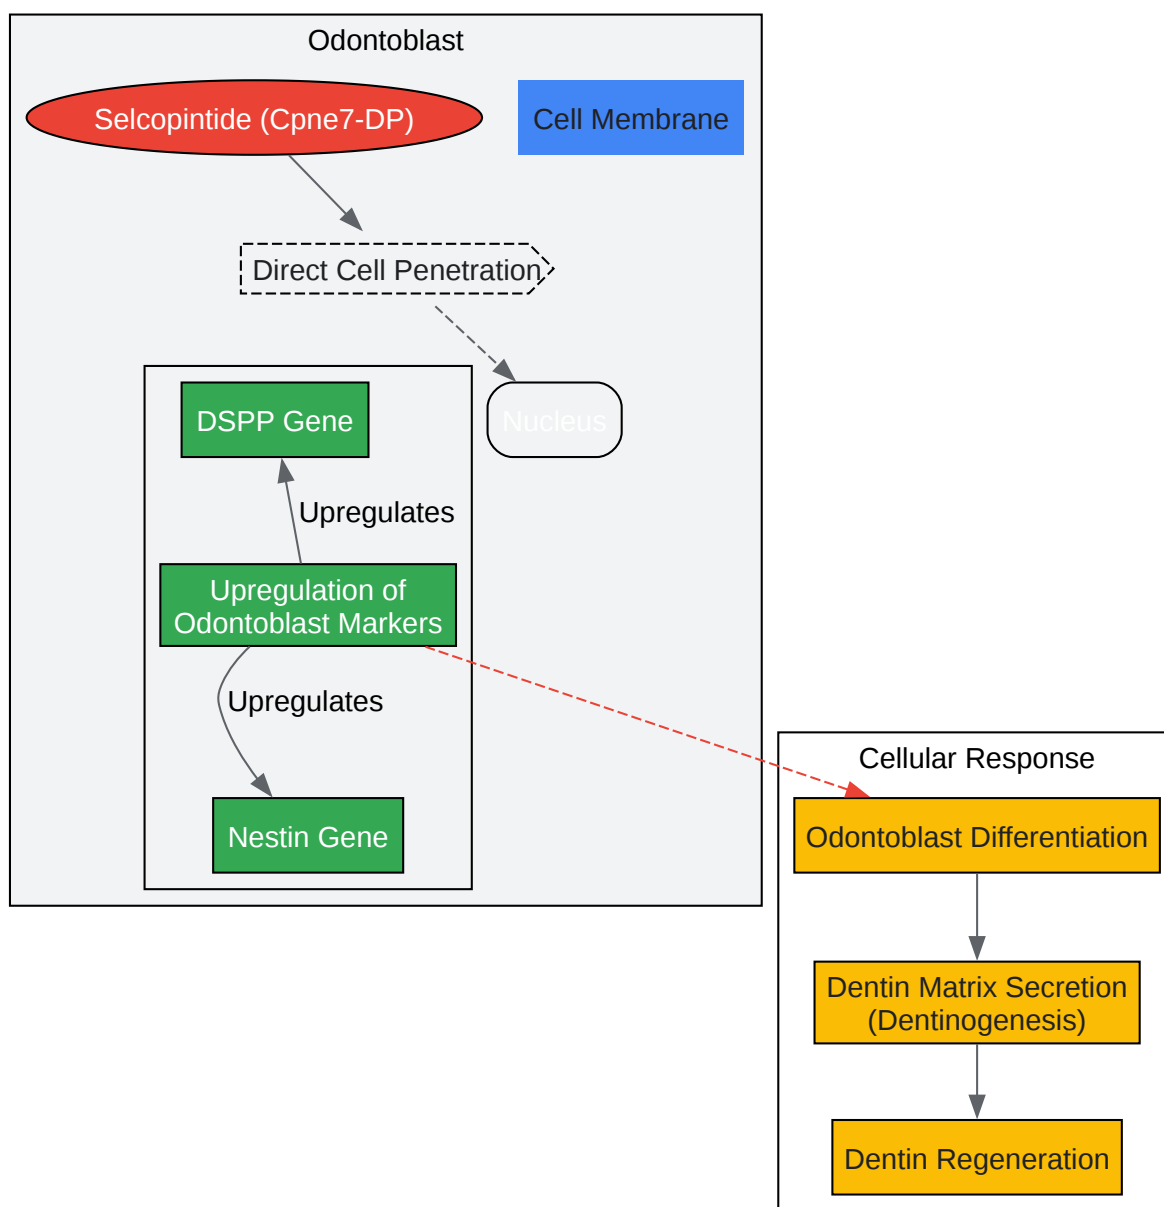 Odontoblast
Selcopintide (Cpne7-DP)
Cell Membrane
Direct Cell Penetration
DSPP Gene
Nucleus
Upregulates
Upregulation of
Odontoblast Markers
Upregulates
Cellular Response
Nestin Gene
Odontoblast Differentiation
Dentin Matrix Secretion
(Dentinogenesis)
Dentin Regeneration